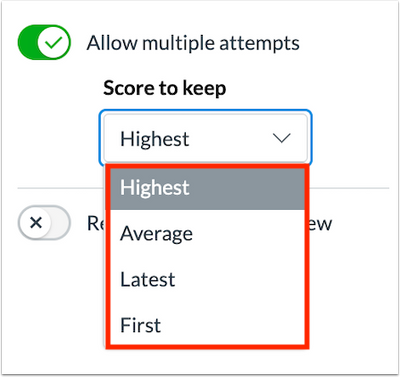 Allow multiple attempts
Score to keep
Highest
Highest
Average
Latest
First